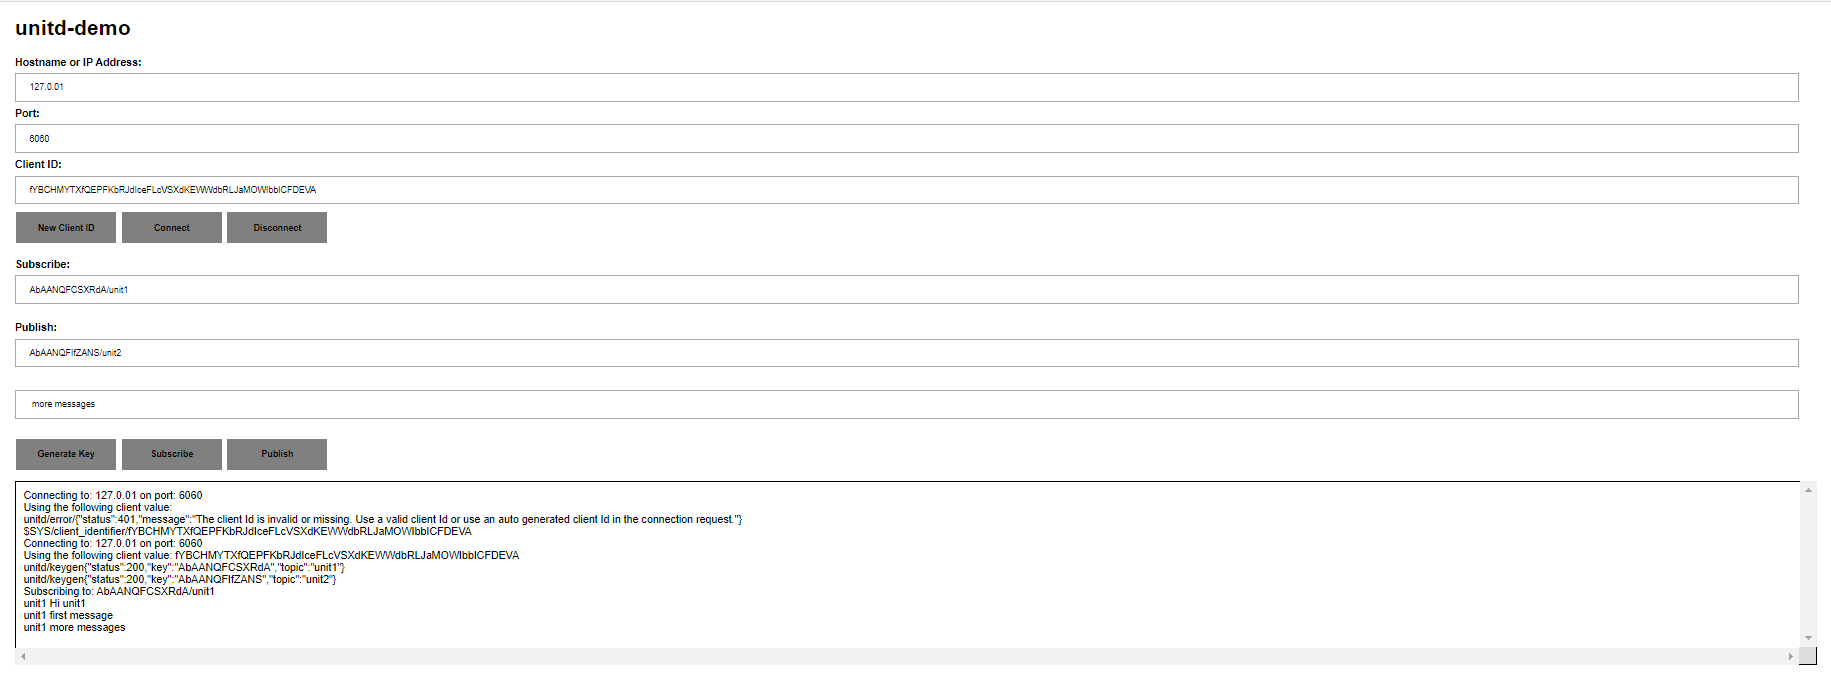 unitd-demo
Hostname or IP Address:
127.0.01
Port:
6060
Client ID:
fYBCHMYTXfQEPFKbRJdIceFLcVSXdKEWWdbRLJaMOWIbbICFDEVA
New Client ID Connect Disconnect
Subscribe:
AbAANQFCSXRdA/unit1
Publish:
AbAANQFIfZANS/unit2
more messages
Generate Key Subscribe Publish
Connecting to: 127.0.01 on port: 6060
Using the following client value:
unitd/error/{"status":401,"message":"The client Id is invalid or missing. Use a valid client Id or use an auto generated client Id in the connection request."}
$SYS/client_identifier/fYBCHMYTXfQEPFKbRJdIceFLcVSXdKEWWdbRLJaMOWIbbICFDEVA
Connecting to: 127.0.01 on port: 6060
Using the following client value: fYBCHMYTXfQEPFKbRJdIceFLcVSXdKEWWdbRLJaMOWIbbICFDEVA
unitd/keygen{"status":200,"key":"AbAANQFCSXRdA","topic":"unit1"}
unitd/keygen{"status":200,"key":"AbAANQFIfZANS","topic":"unit2"}
Subscribing to: AbAANQFCSXRdA/unit1
unit1 Hi unit1
unit1 first message
unit1 more messages